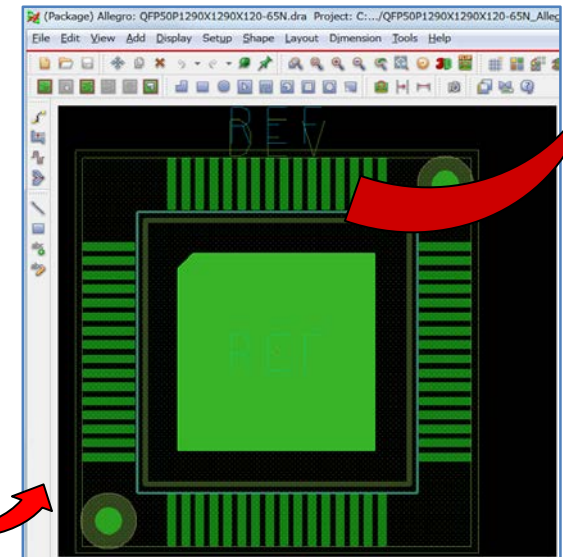 (Package) Allegro: QFP50P1290X1290X120-65N.dra Project: C:.../QFP50P1290X1290X120-65N_Alleg
File Edit View Add Display Setup Shape Layout Dimension Tools Help
REF
DEV
REF